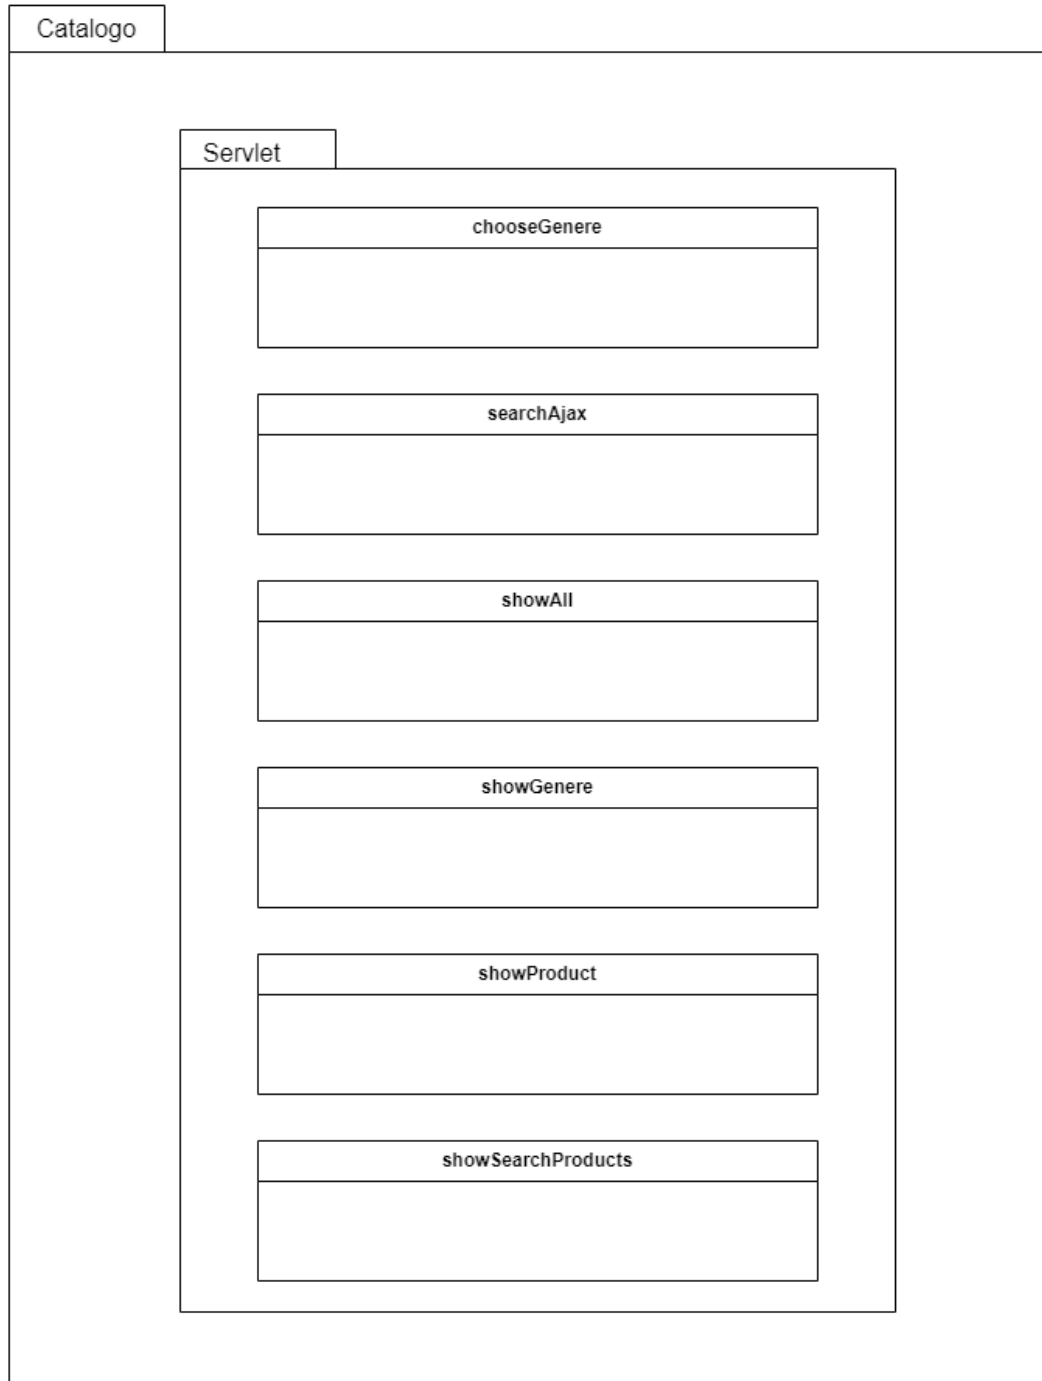 Catalogo
Servlet
chooseGenere
searchAjax
showAll
showGenere
showProduct
showSearchProducts